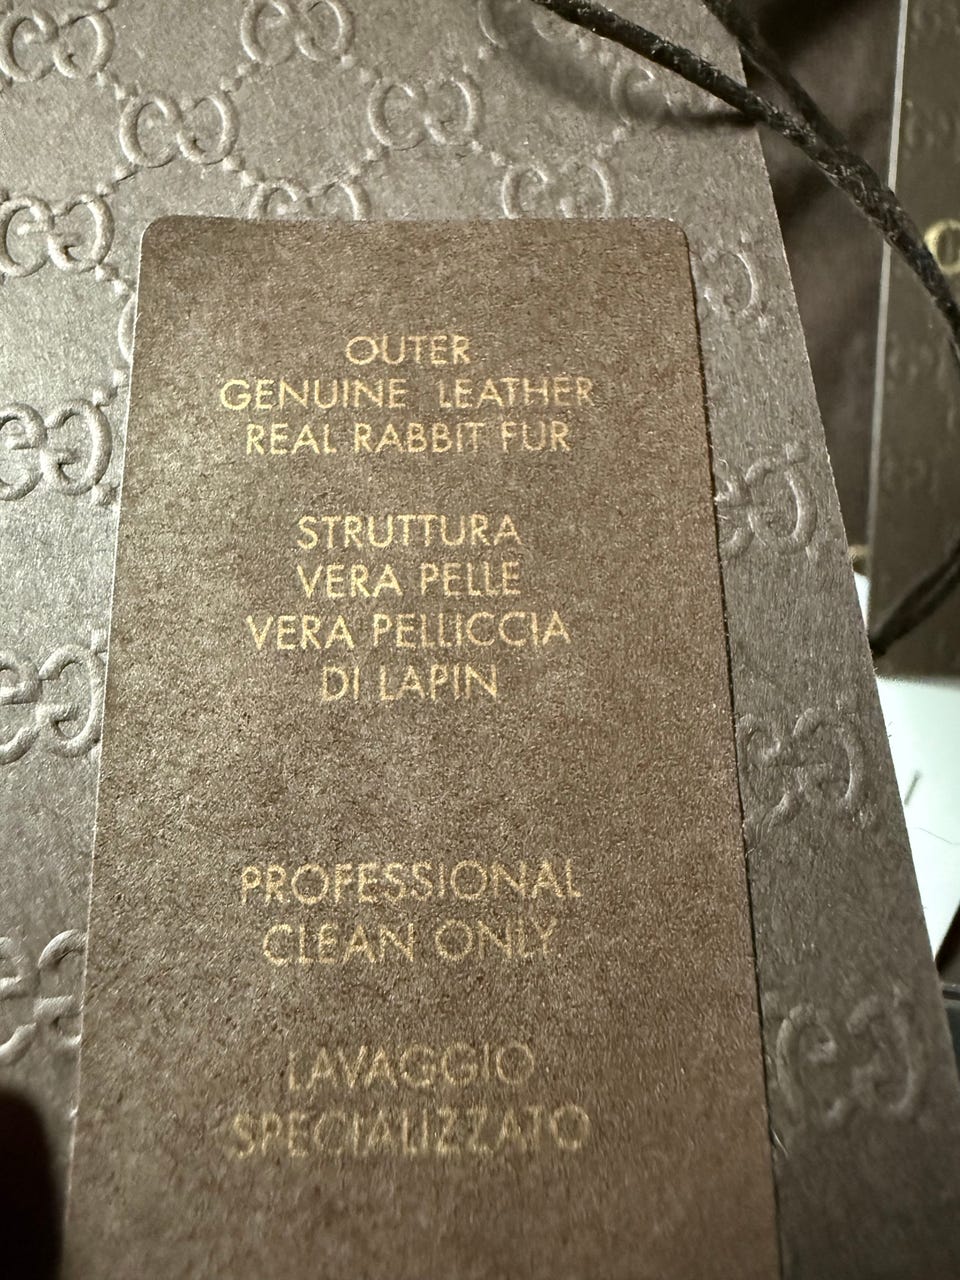 OUTER
GENUINE LEATHER
REAL RABBIT FUR
STRUTTURA
VERA PELLE
VERA PELLICCIA
DI LAPIN
PROFESSIONAL
CLEAN ONLY
LAVAGGIO
SPECIALIZZATO